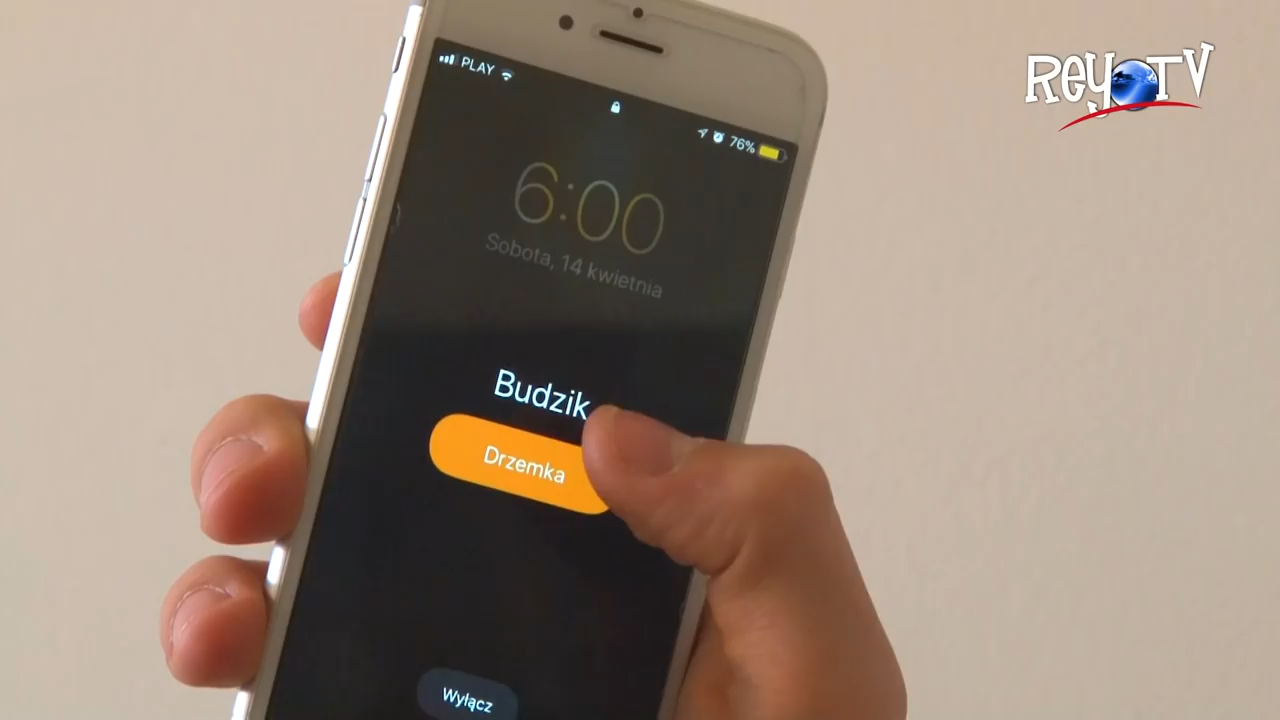 PLAY
76%
6:00
Sobota, 14 kwietnia
Budzik
Drzemka
Wyłącz
ReyoTV